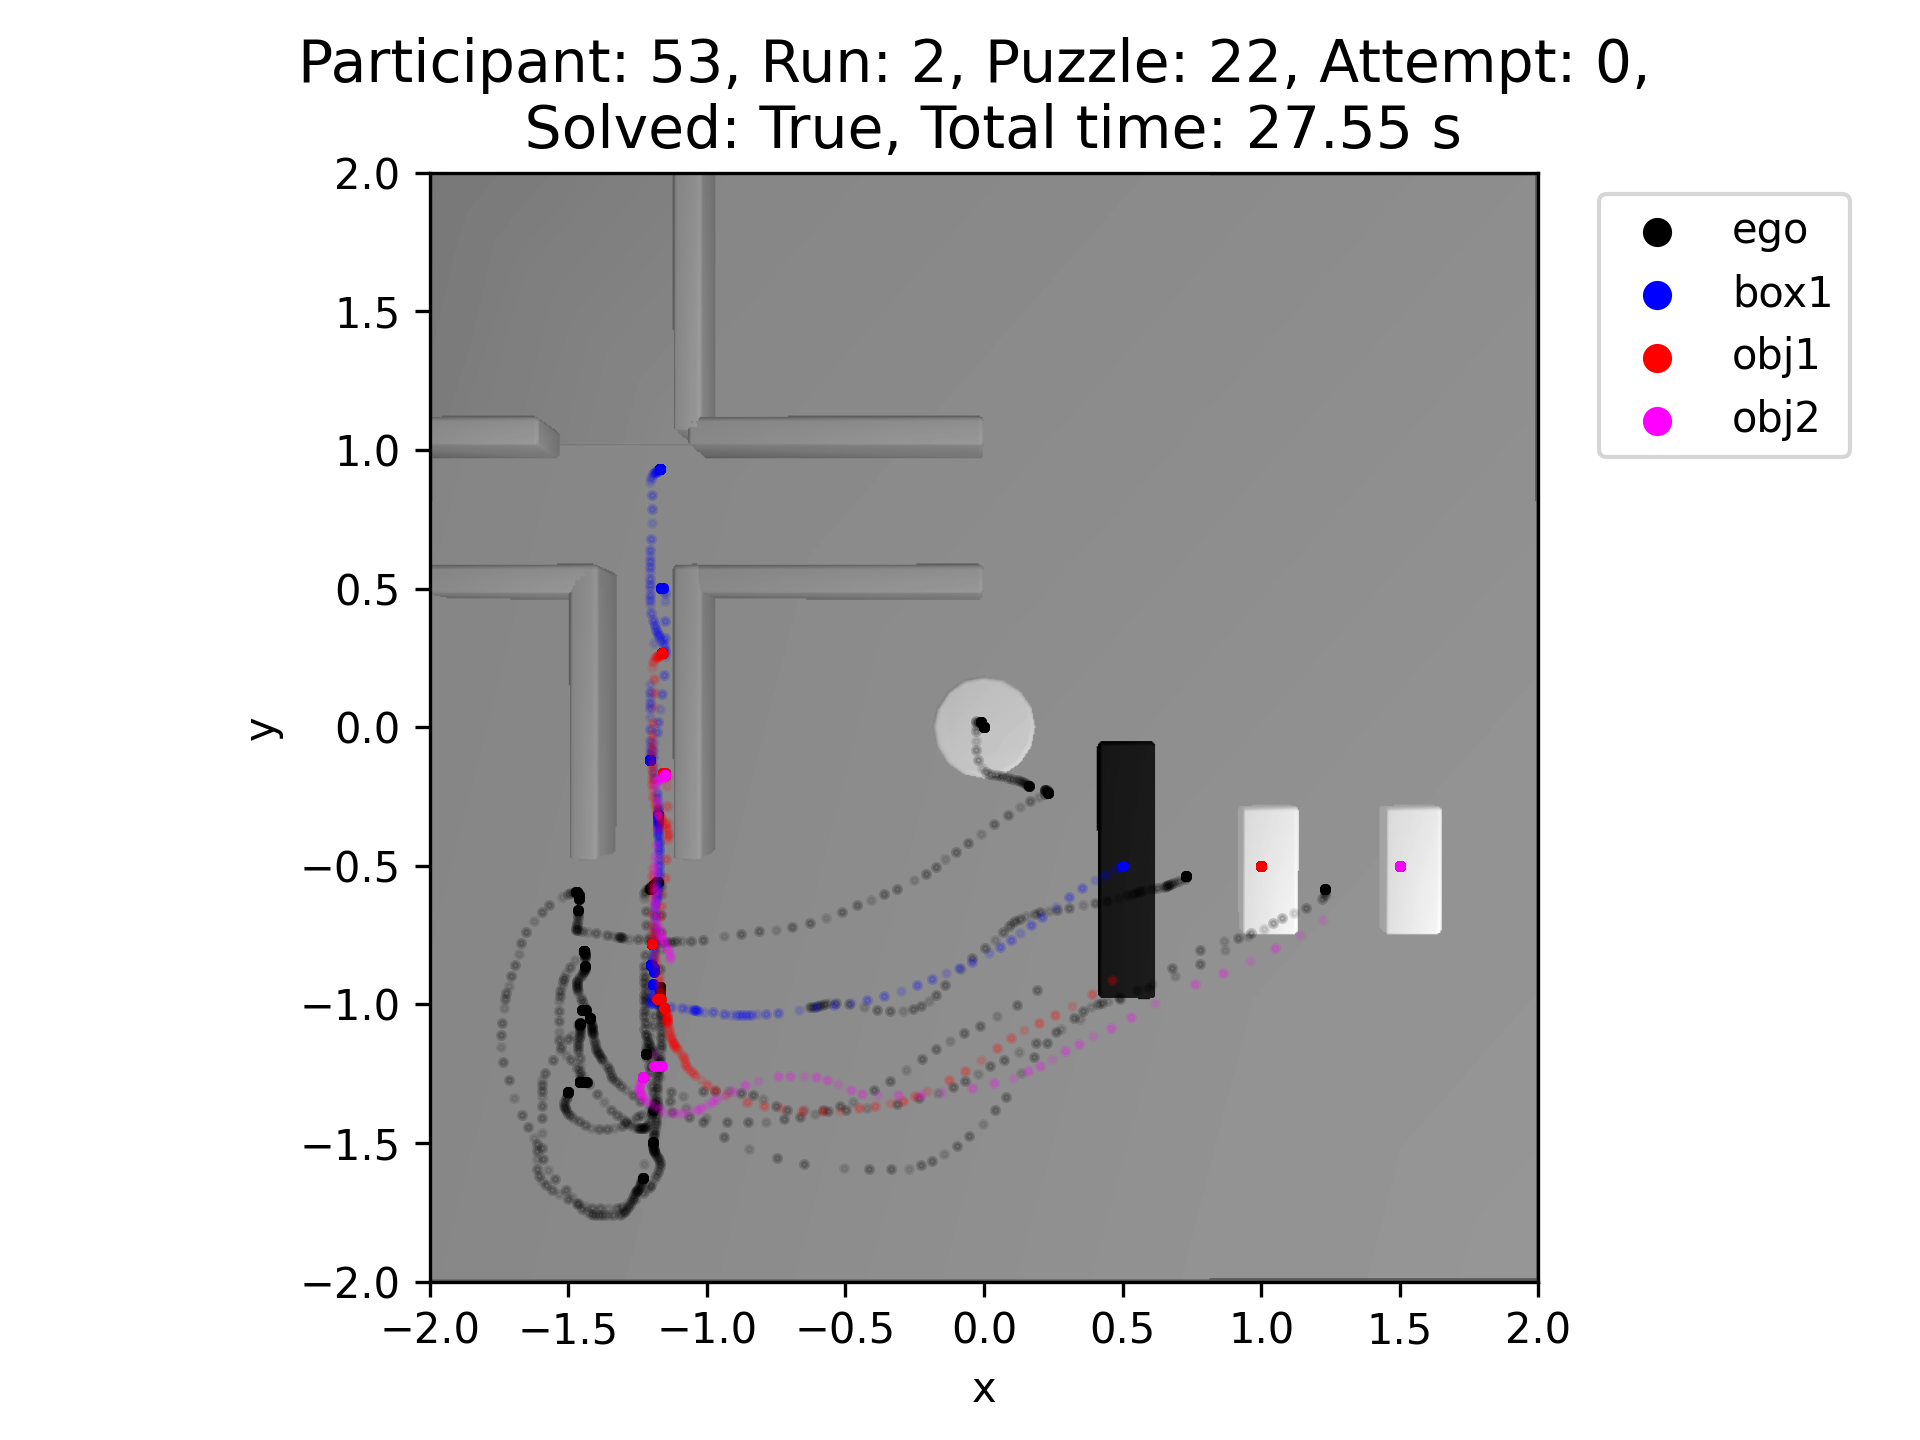 Participant: 53, Run: 2, Puzzle: 22, Attempt: 0,
Solved: True, Total time: 27.55 s
2.0
1.5
1.0
0.5
0.0
−0.5
−1.0
−1.5
−2.0
y
−2.0 −1.5 −1.0 −0.5 0.0 0.5 1.0 1.5 2.0
x
ego
box1
obj1
obj2